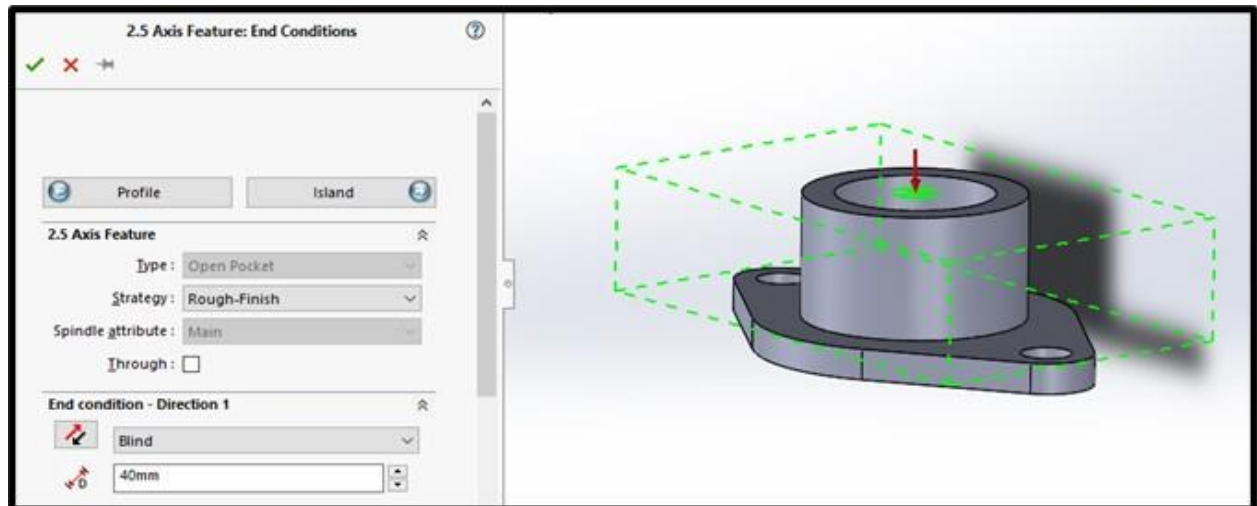 2.5 Axis Feature: End Conditions
Profile
Island
2.5 Axis Feature
Type: Open Pocket
Strategy: Rough-Finish
Spindle attribute: Main
Through:
End condition - Direction 1
Blind
D
40mm